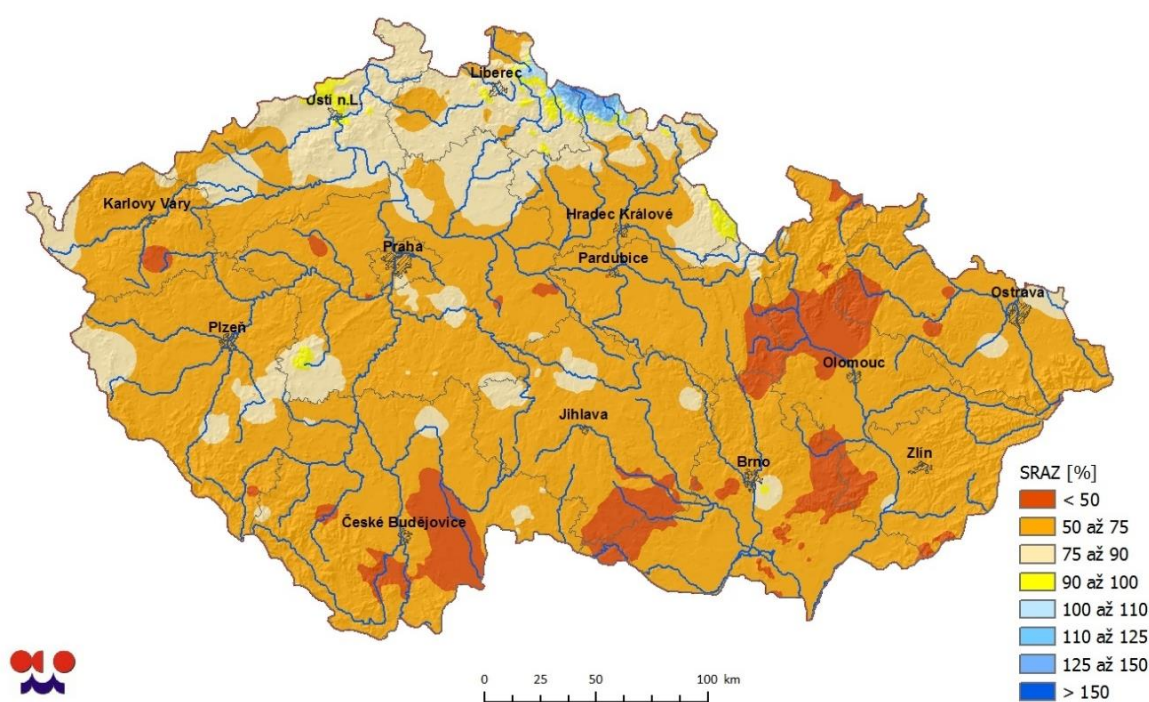 Liberec
Ústí n.L.
Karlovy Vary
Hradec Králové
Praha
Pardubice
Ostrava
Plzeň
Olomouc
Jihlava
Zlín
Brno
České Budějovice
SRAZ [%]
< 50
50 až 75
75 až 90
90 až 100
100 až 110
110 až 125
125 až 150
> 150
0 25 50 100 km